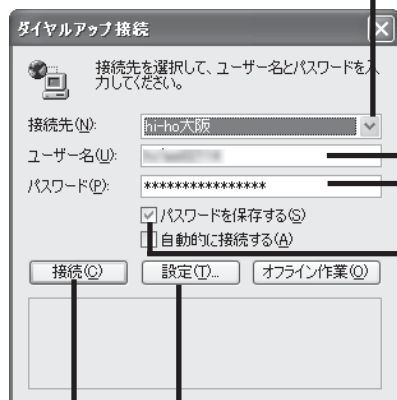 ダイヤルアップ接続
接続先を選択して、ユーザー名とパスワードを入
力してください。
接続先(N):
hi-ho大阪
ユーザー名(U):
パスワード(P):
****************
パスワードを保存する(S)
自動的に接続する(A)
接続(C)
設定(T)...
オフライン作業(O)